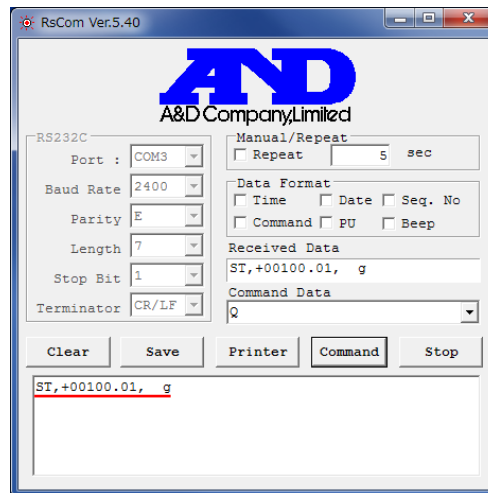 RsCom Ver.5.40
AND
A&D Company,Limited
RS232C
Port : COM3
Baud Rate 2400
Parity E
Length 7
Stop Bit 1
Terminator CR/LF
Manual/Repeat
Repeat 5 sec
Data Format
Time Date Seq. No
Command PU Beep
Received Data
ST,+00100.01,  g
Command Data
Q
Clear Save Printer Command Stop
ST,+00100.01,  g